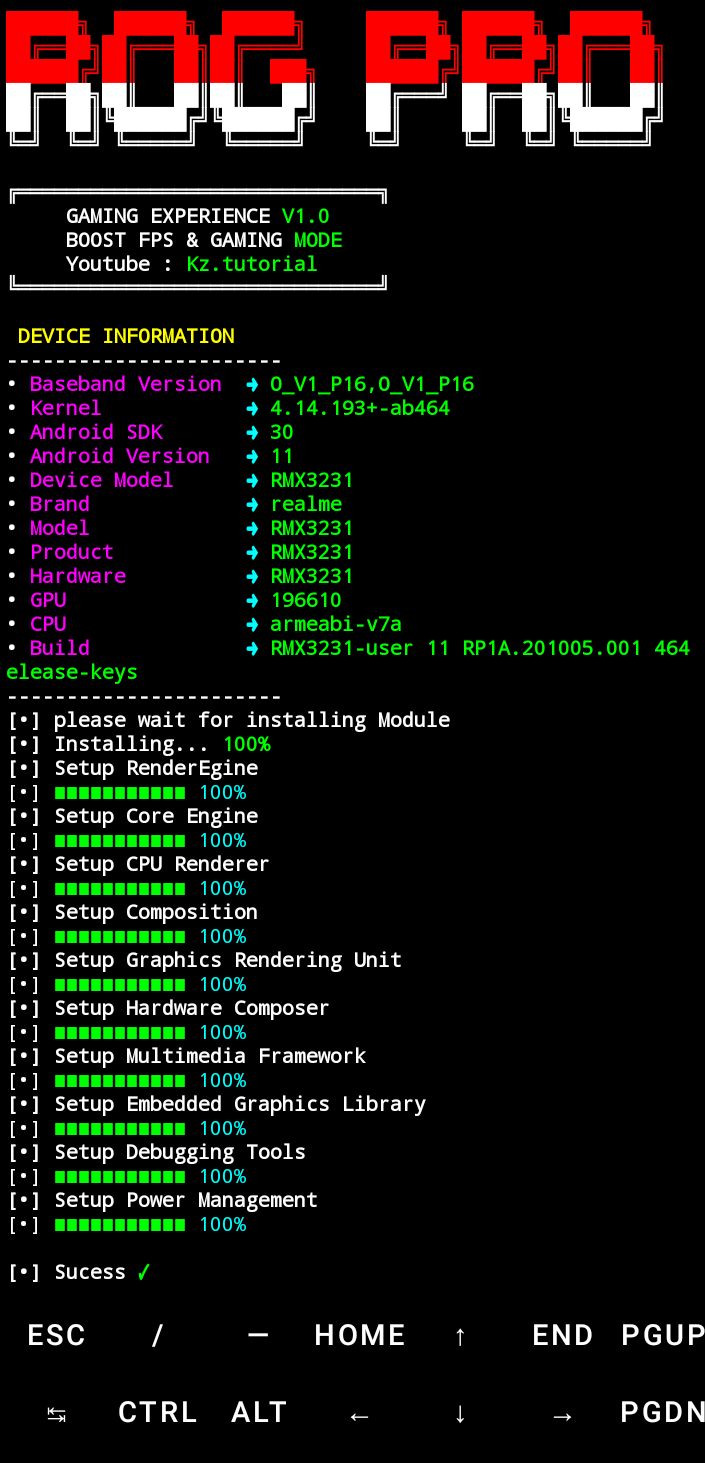 ROG PRO
GAMING EXPERIENCE V1.0
BOOST FPS & GAMING MODE
Youtube : Kz.tutorial
DEVICE INFORMATION
-----------------------
• Baseband Version → O_V1_P16,O_V1_P16
• Kernel → 4.14.193+-ab464
• Android SDK → 30
• Android Version → 11
• Device Model → RMX3231
• Brand → realme
• Model → RMX3231
• Product → RMX3231
• Hardware → RMX3231
• GPU → 196610
• CPU → armeabi-v7a
• Build → RMX3231-user 11 RP1A.201005.001 464
elease-keys
-----------------------
[•] please wait for installing Module
[•] Installing... 100%
[•] Setup RenderEgine
[•] ■■■■■■■■■■■ 100%
[•] Setup Core Engine
[•] ■■■■■■■■■■■ 100%
[•] Setup CPU Renderer
[•] ■■■■■■■■■■■ 100%
[•] Setup Composition
[•] ■■■■■■■■■■■ 100%
[•] Setup Graphics Rendering Unit
[•] ■■■■■■■■■■■ 100%
[•] Setup Hardware Composer
[•] ■■■■■■■■■■■ 100%
[•] Setup Multimedia Framework
[•] ■■■■■■■■■■■ 100%
[•] Setup Embedded Graphics Library
[•] ■■■■■■■■■■■ 100%
[•] Setup Debugging Tools
[•] ■■■■■■■■■■■ 100%
[•] Setup Power Management
[•] ■■■■■■■■■■■ 100%
[•] Sucess ✓
ESC / — HOME ↑ END PGUP
↹ CTRL ALT ← ↓ → PGDN